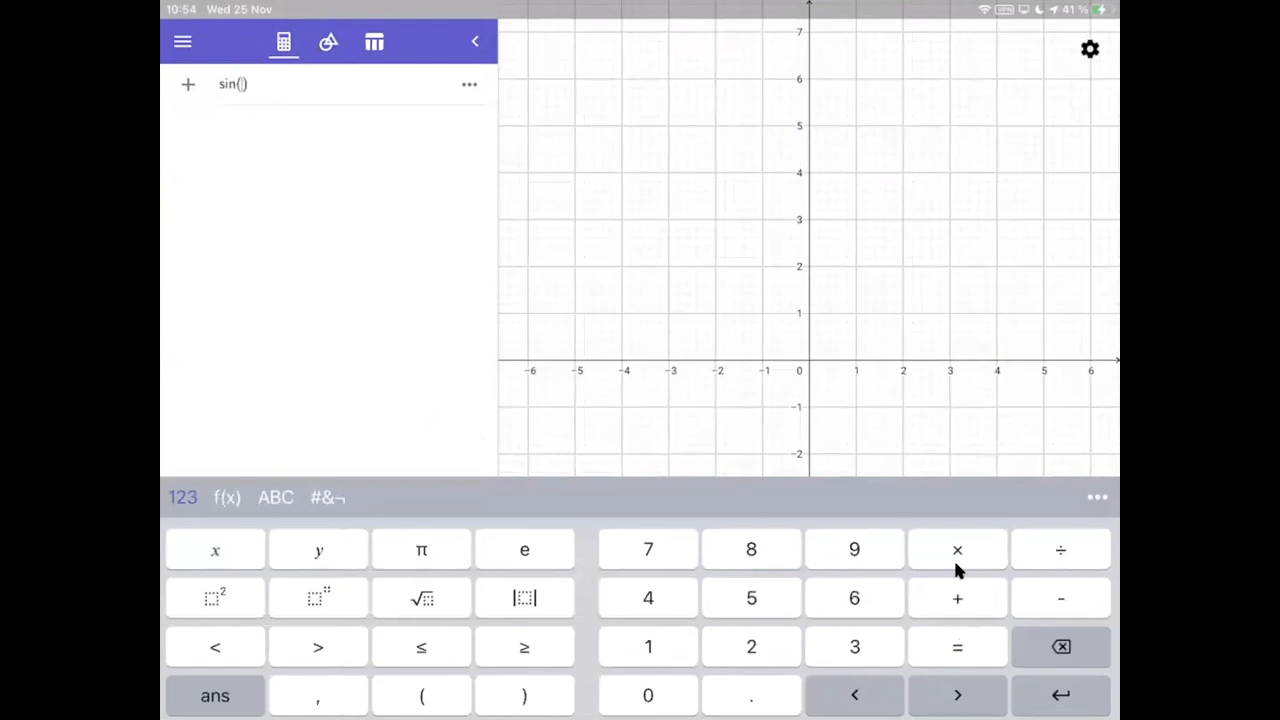 10:54 Wed 25 Nov VPN 41 %
+ sin() •••
7
6
5
4
3
2
1
−6 −5 −4 −3 −2 −1 0 1 2 3 4 5 6
−1
−2
123 f(x) ABC #&¬ •••
x y π e 7 8 9 × ÷
2 √ | | 4 5 6 + -
< > ≤ ≥ 1 2 3 =
ans , ( ) 0 . < >